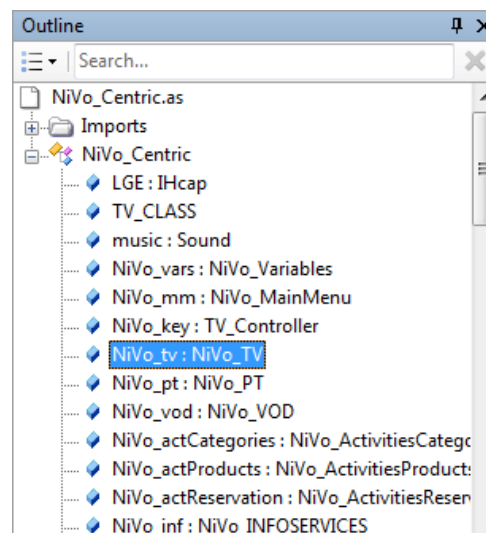 Outline
Search...
NiVo_Centric.as
Imports
NiVo_Centric
LGE : IHcap
TV_CLASS
music : Sound
NiVo_vars : NiVo_Variables
NiVo_mm : NiVo_MainMenu
NiVo_key : TV_Controller
NiVo_tv : NiVo_TV
NiVo_pt : NiVo_PT
NiVo_vod : NiVo_VOD
NiVo_actCategories : NiVo_ActivitiesCatego
NiVo_actProducts : NiVo_ActivitiesProducts
NiVo_actReservation : NiVo_ActivitiesReser
NiVo_inf : NiVo_INFOSERVICES